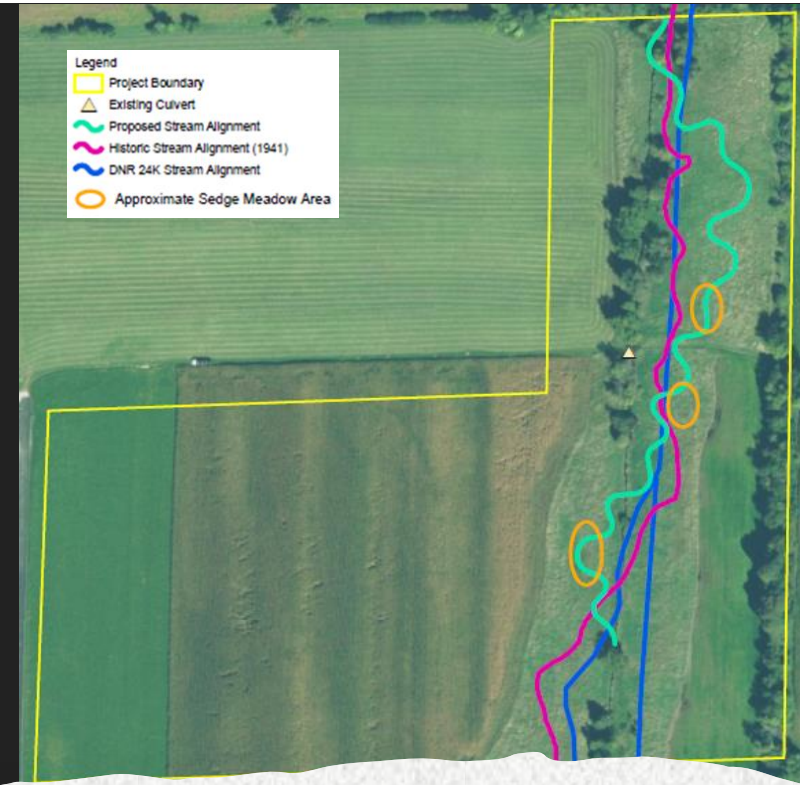 Legend
Project Boundary
Existing Culvert
Proposed Stream Alignment
Historic Stream Alignment (1941)
DNR 24K Stream Alignment
Approximate Sedge Meadow Area